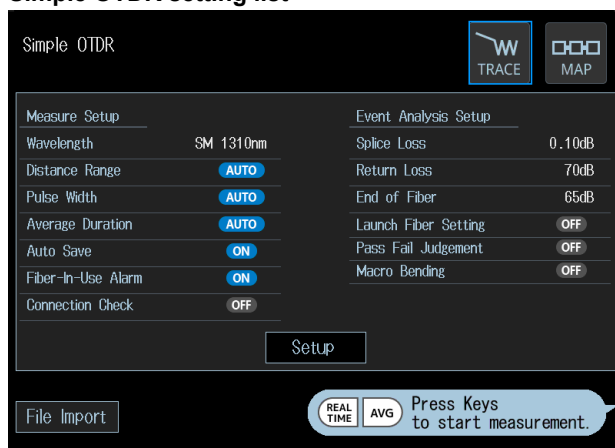 Simple OTDR setting list
Simple OTDR
TRACE
MAP
Measure Setup
Wavelength SM 1310nm
Distance Range AUTO
Pulse Width AUTO
Average Duration AUTO
Auto Save ON
Fiber-In-Use Alarm ON
Connection Check OFF
Event Analysis Setup
Splice Loss 0.10dB
Return Loss 70dB
End of Fiber 65dB
Launch Fiber Setting OFF
Pass Fail Judgement OFF
Macro Bending OFF
Setup
File Import
REAL TIME AVG Press Keys
to start measurement.